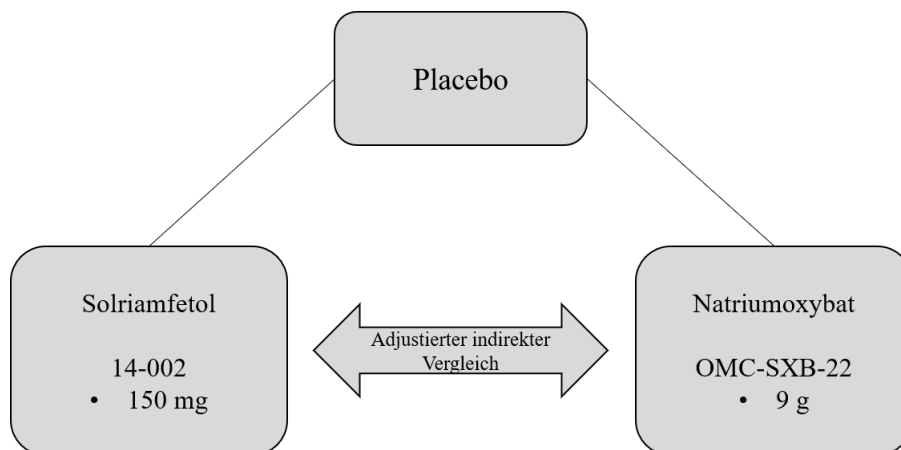 Placebo
Solriamfetol
14-002
• 150 mg
Adjustierter indirekter
Vergleich
Natriumoxybat
OMC-SXB-22
• 9 g